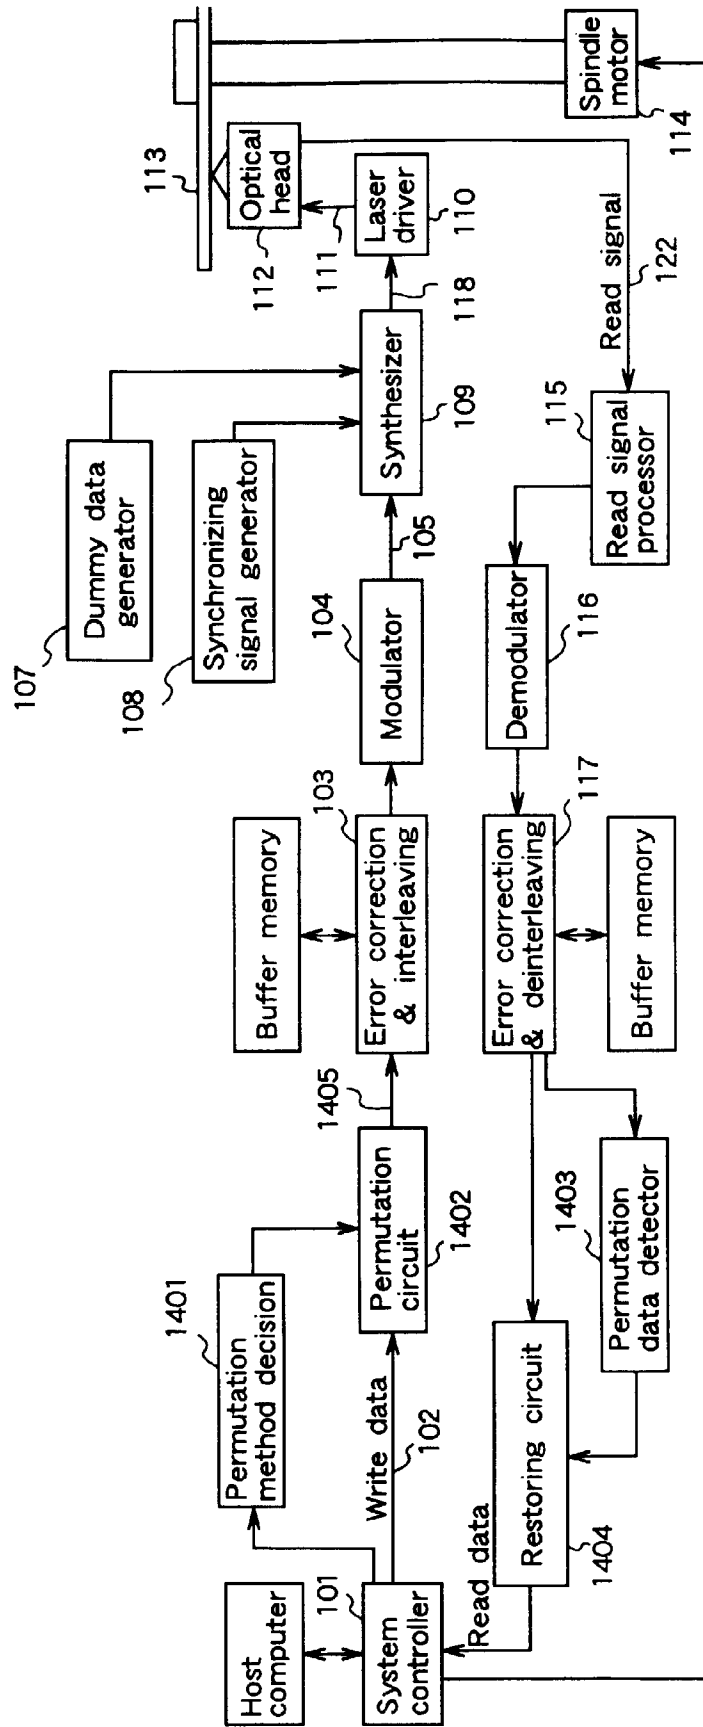 Host
computer
101
System
controller
1401
Permutation
method decision
Write data
102
Permutation
circuit
1402
1405
Buffer memory
103
Error correction
& interleaving
104
Modulator
105
107
Dummy data
generator
108
Synchronizing
signal generator
Synthesizer
109
118
Laser
driver
110
111
Optical
head
112
113
Spindle
motor
114
Read signal
122
115
Read signal
processor
Demodulator
116
Error correction
& deinterleaving
117
Buffer memory
1403
Permutation
data detector
Restoring circuit
1404
Read data